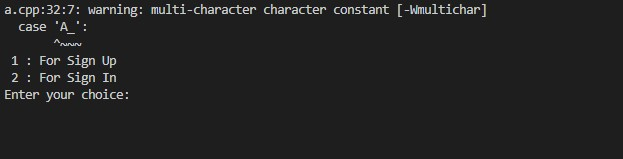 a.cpp:32:7: warning: multi-character character constant [-Wmultichar]
case 'A_':
^~~~~
1 : For Sign Up
2 : For Sign In
Enter your choice: